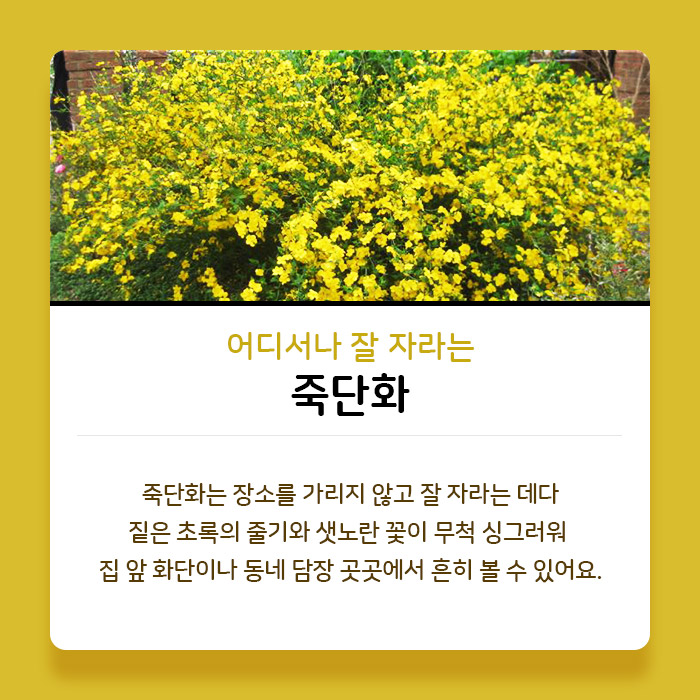 어디서나 잘 자라는
죽단화
죽단화는 장소를 가리지 않고 잘 자라는 데다
짙은 초록의 줄기와 샛노란 꽃이 무척 싱그러워
집 앞 화단이나 동네 담장 곳곳에서 흔히 볼 수 있어요.